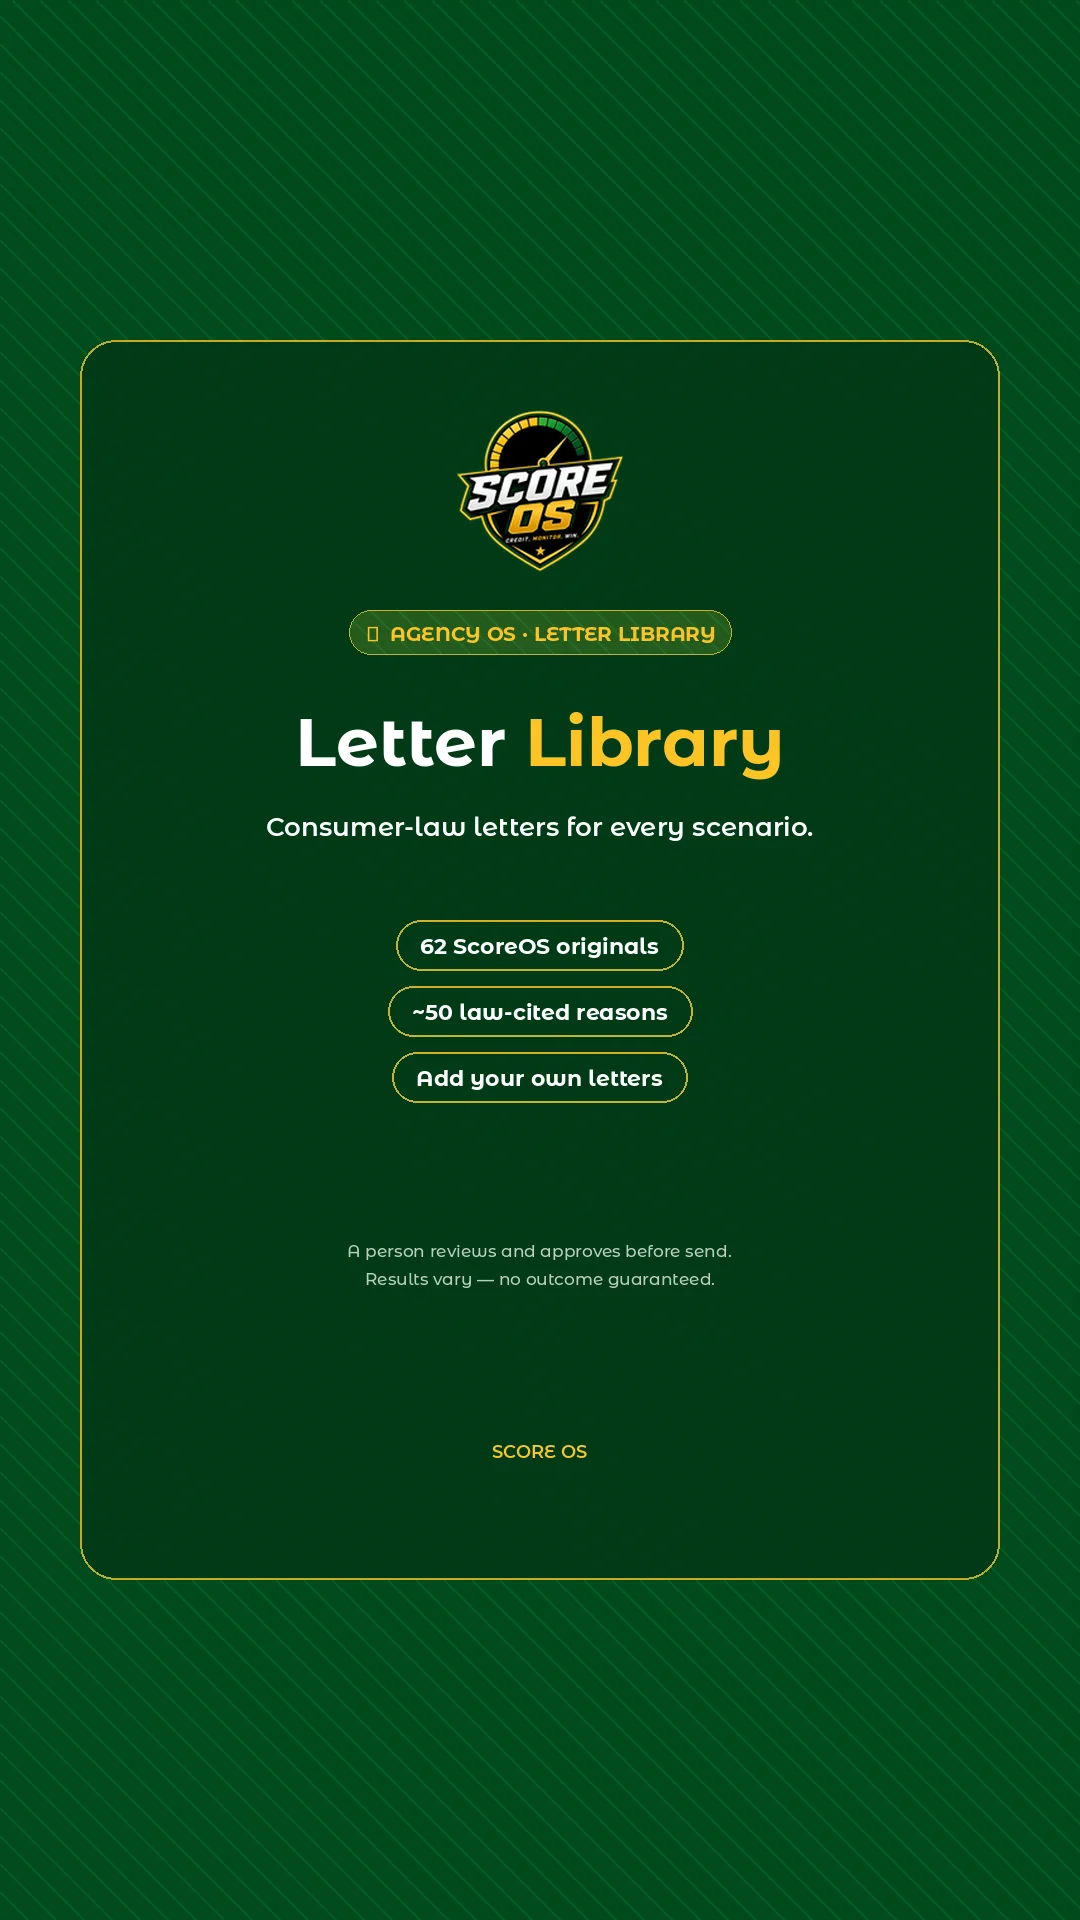 SCORE
OS
CREDIT. MONITOR. WIN.
AGENCY OS · LETTER LIBRARY
Letter Library
Consumer-law letters for every scenario.
62 ScoreOS originals
~50 law-cited reasons
Add your own letters
A person reviews and approves before send.
Results vary — no outcome guaranteed.
SCORE OS